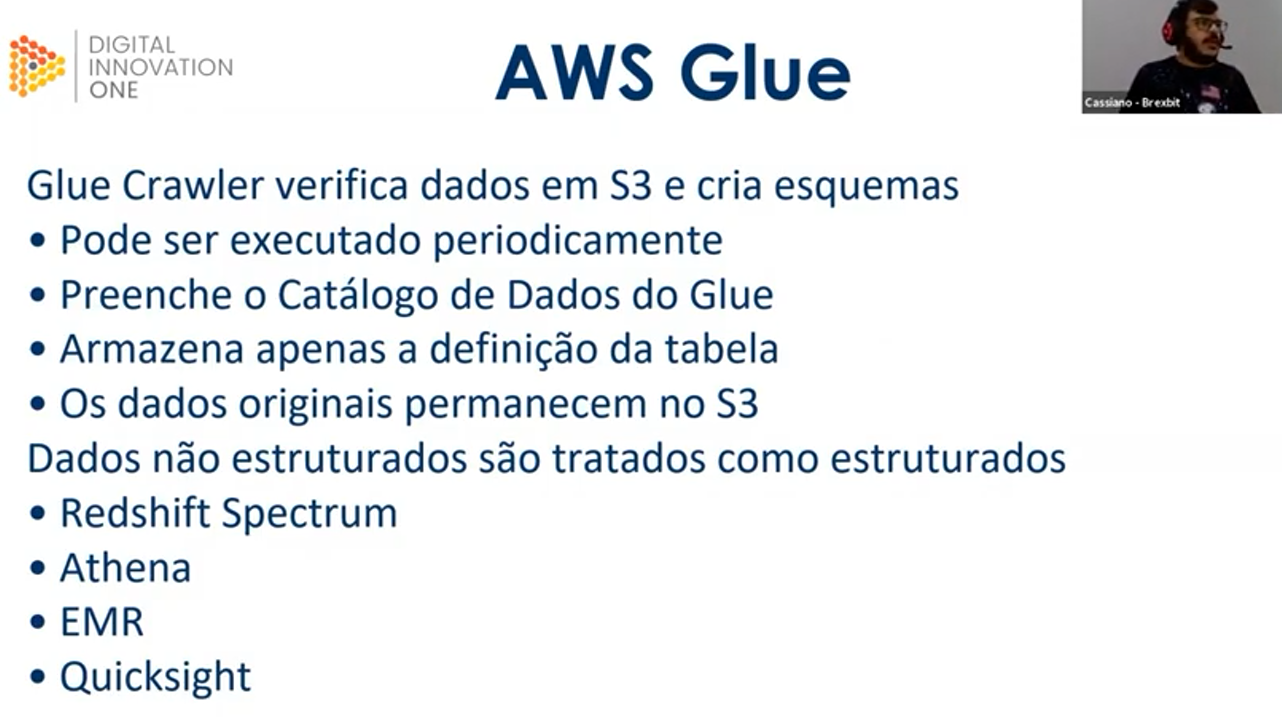 DIGITAL
INNOVATION
ONE
AWS Glue
Cassiano - Brexbit
Glue Crawler verifica dados em S3 e cria esquemas
• Pode ser executado periodicamente
• Preenche o Catálogo de Dados do Glue
• Armazena apenas a definição da tabela
• Os dados originais permanecem no S3
Dados não estruturados são tratados como estruturados
• Redshift Spectrum
• Athena
• EMR
• Quicksight